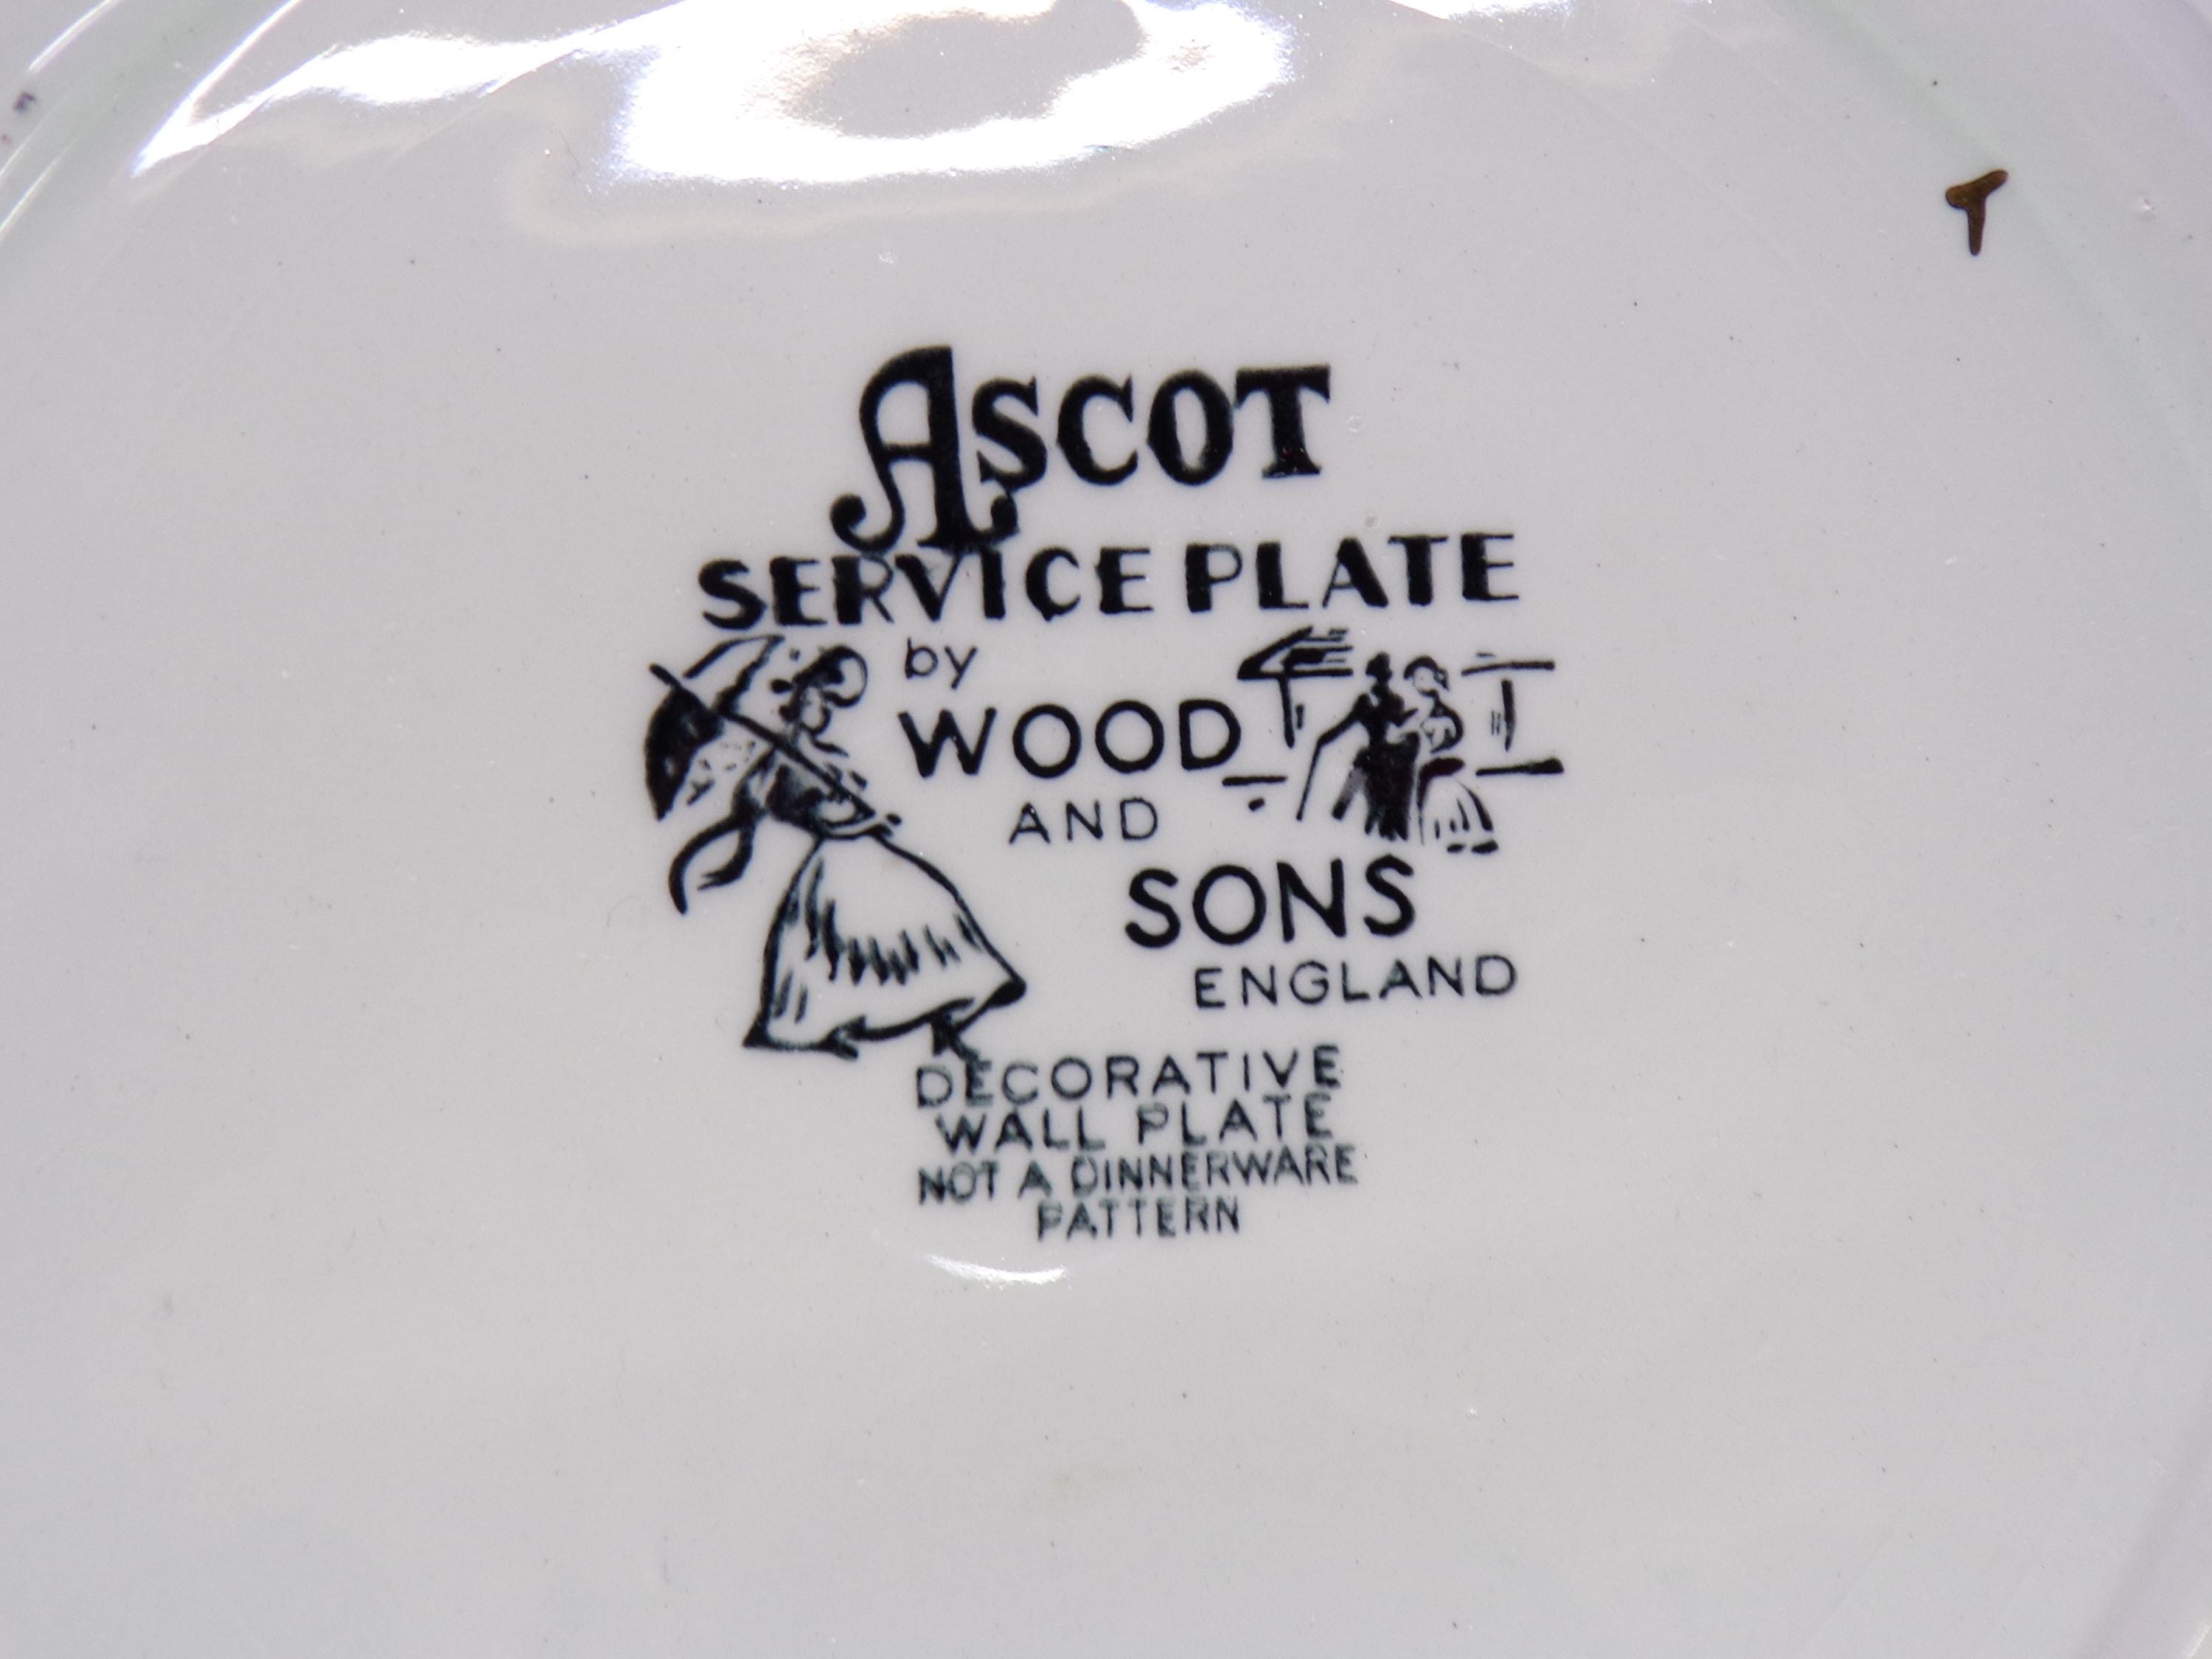 T
ASCOT
SERVICE PLATE
by
WOOD
AND
SONS
ENGLAND
DECORATIVE
WALL PLATE
NOT A DINNERWARE
PATTERN